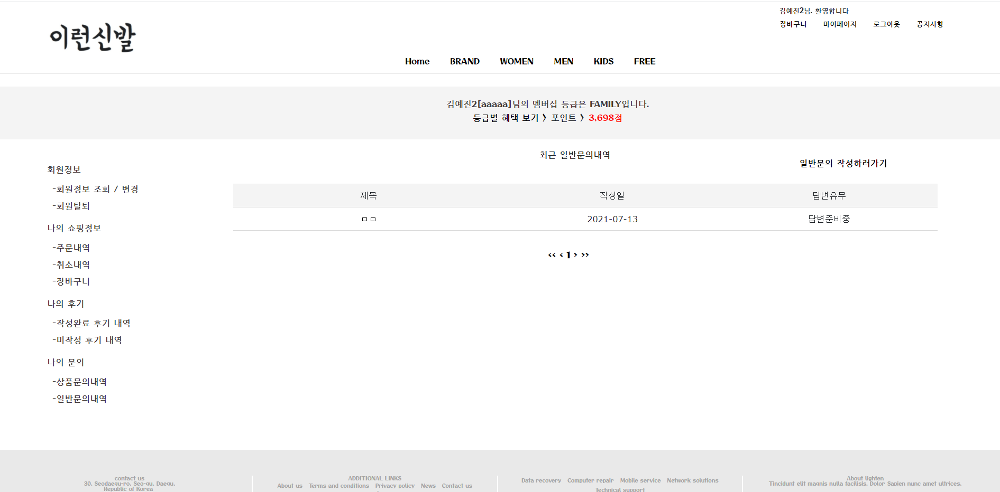 김예진2님. 환영합니다
장바구니 마이페이지 로그아웃 공지사항
이런신발
Home BRAND WOMEN MEN KIDS FREE
김예진2[aaaaa]님의 멤버십 등급은 FAMILY입니다.
등급별 혜택 보기 > 포인트 > 3,698점
최근 일반문의내역
일반문의 작성하러가기
회원정보
-회원정보 조회 / 변경
-회원탈퇴
나의 쇼핑정보
-주문내역
-취소내역
-장바구니
나의 후기
-작성완료 후기 내역
-미작성 후기 내역
나의 문의
-상품문의내역
-일반문의내역
제목 작성일 답변유무
ㅁㅁ 2021-07-13 답변준비중
<< < 1 > >>
contact us
30, Seodaegu-ro, Seo-gu, Daegu,
Republic of Korea
ADDITIONAL LINKS
About us Terms and conditions Privacy policy News Contact us
Data recovery Computer repair Mobile service Network solutions
Technical support
About lighten
Tincidunt elit magnis nulla facilisis. Dolor Sapien nunc amet ultrices,